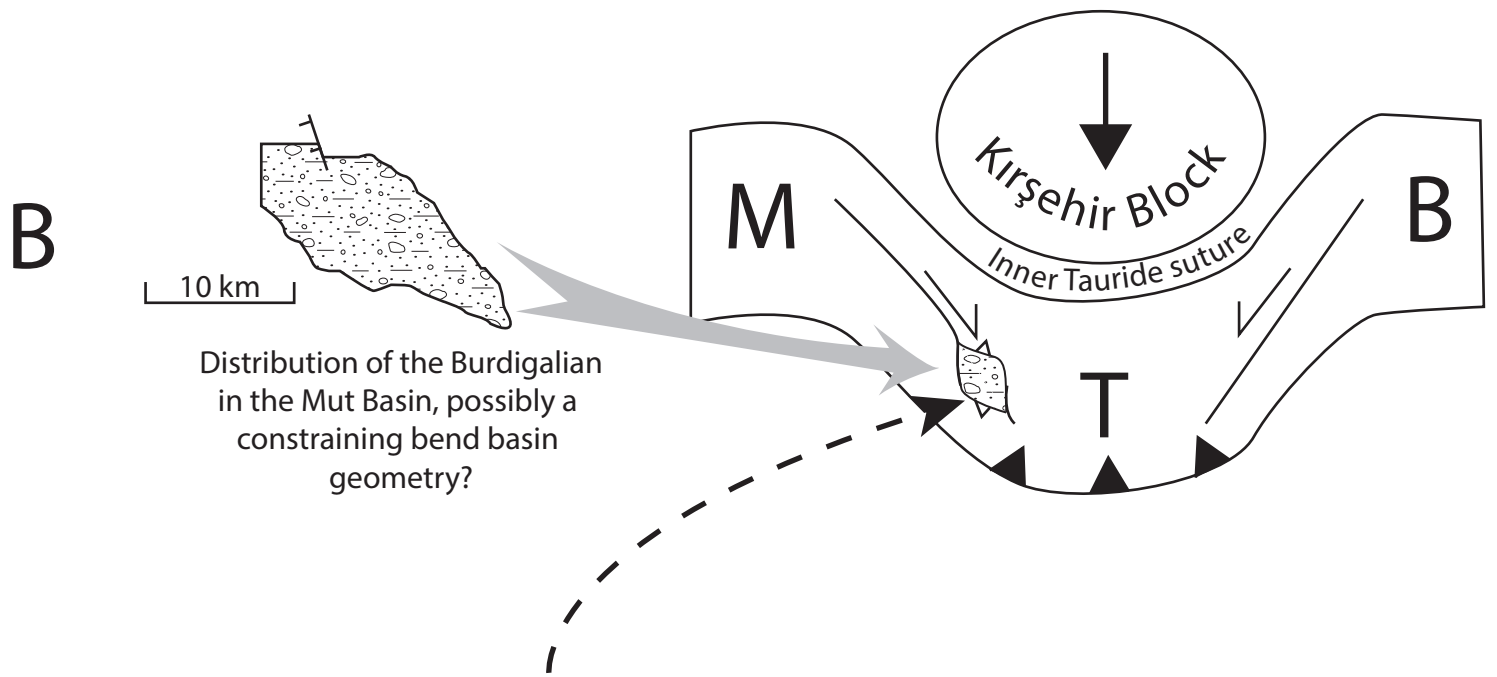 B
10 km
Distribution of the Burdigalian
in the Mut Basin, possibly a
constraining bend basin
geometry?
Kırşehir Block
M
B
Inner Tauride suture
T